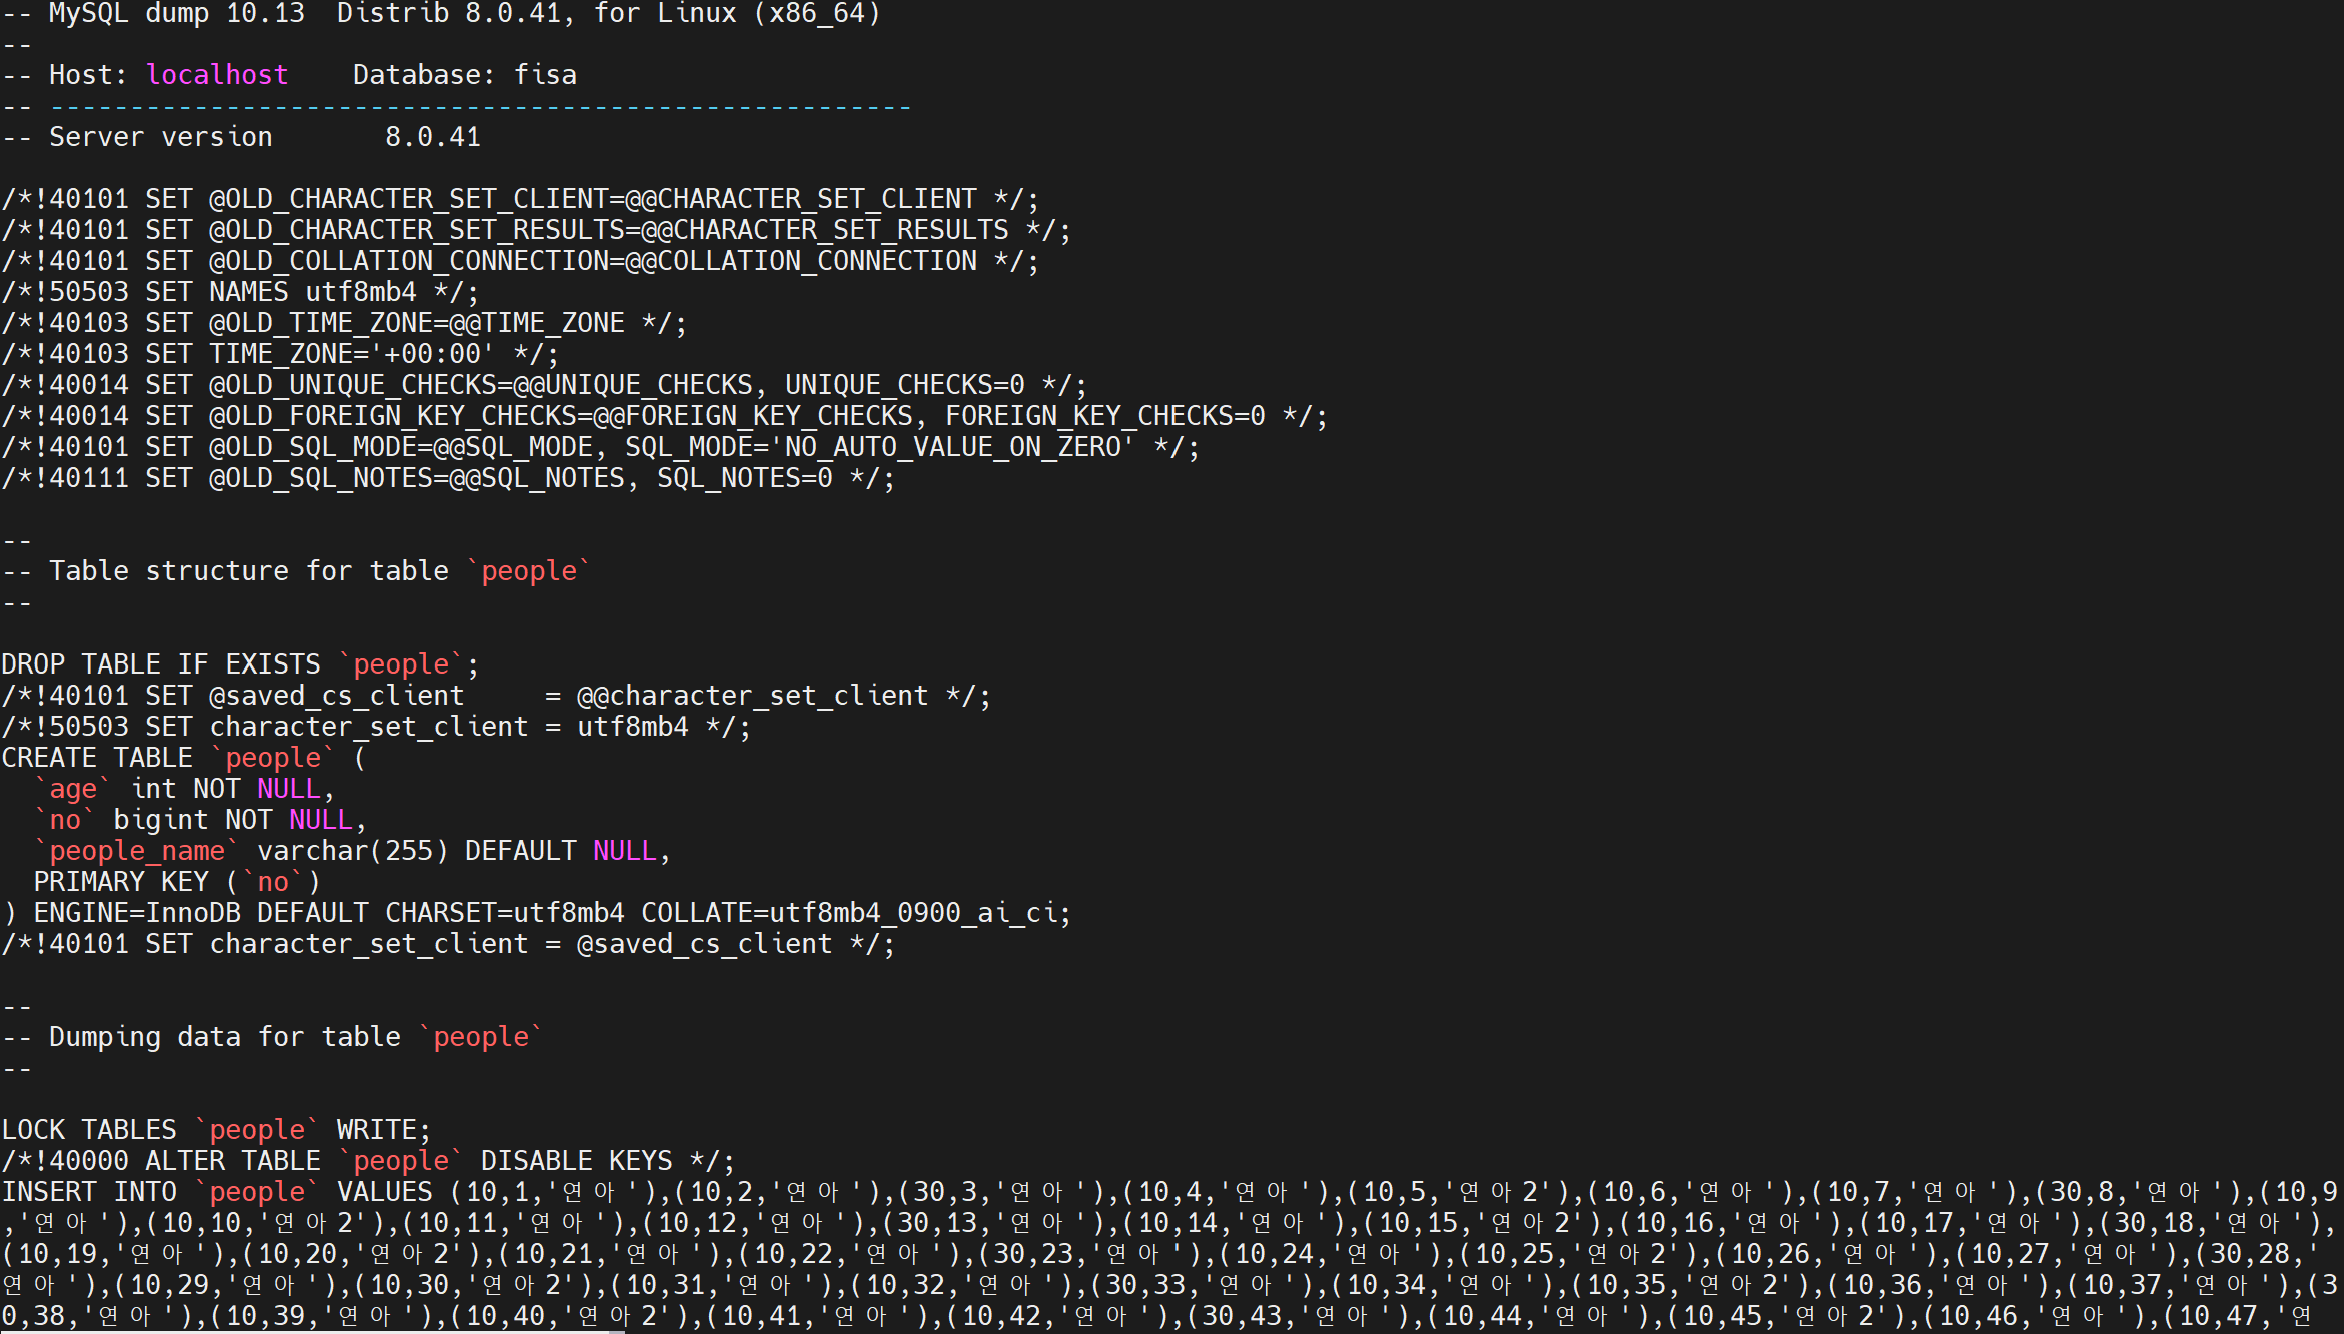 -- MySQL dump 10.13  Distrib 8.0.41, for Linux (x86_64)
--
-- Host: localhost    Database: fisa
-- ------------------------------------------------------
-- Server version       8.0.41

/*!40101 SET @OLD_CHARACTER_SET_CLIENT=@@CHARACTER_SET_CLIENT */;
/*!40101 SET @OLD_CHARACTER_SET_RESULTS=@@CHARACTER_SET_RESULTS */;
/*!40101 SET @OLD_COLLATION_CONNECTION=@@COLLATION_CONNECTION */;
/*!50503 SET NAMES utf8mb4 */;
/*!40103 SET @OLD_TIME_ZONE=@@TIME_ZONE */;
/*!40103 SET TIME_ZONE='+00:00' */;
/*!40014 SET @OLD_UNIQUE_CHECKS=@@UNIQUE_CHECKS, UNIQUE_CHECKS=0 */;
/*!40014 SET @OLD_FOREIGN_KEY_CHECKS=@@FOREIGN_KEY_CHECKS, FOREIGN_KEY_CHECKS=0 */;
/*!40101 SET @OLD_SQL_MODE=@@SQL_MODE, SQL_MODE='NO_AUTO_VALUE_ON_ZERO' */;
/*!40111 SET @OLD_SQL_NOTES=@@SQL_NOTES, SQL_NOTES=0 */;

--
-- Table structure for table `people`
--

DROP TABLE IF EXISTS `people`;
/*!40101 SET @saved_cs_client     = @@character_set_client */;
/*!50503 SET character_set_client = utf8mb4 */;
CREATE TABLE `people` (
  `age` int NOT NULL,
  `no` bigint NOT NULL,
  `people_name` varchar(255) DEFAULT NULL,
  PRIMARY KEY (`no`)
) ENGINE=InnoDB DEFAULT CHARSET=utf8mb4 COLLATE=utf8mb4_0900_ai_ci;
/*!40101 SET character_set_client = @saved_cs_client */;

--
-- Dumping data for table `people`
--

LOCK TABLES `people` WRITE;
/*!40000 ALTER TABLE `people` DISABLE KEYS */;
INSERT INTO `people` VALUES (10,1,'연아'),(10,2,'연아'),(30,3,'연아'),(10,4,'연아'),(10,5,'연아2'),(10,6,'연아'),(10,7,'연아'),(30,8,'연아'),(10,9
,'연아'),(10,10,'연아2'),(10,11,'연아'),(10,12,'연아'),(30,13,'연아'),(10,14,'연아'),(10,15,'연아2'),(10,16,'연아'),(10,17,'연아'),(30,18,'연아'),
(10,19,'연아'),(10,20,'연아2'),(10,21,'연아'),(10,22,'연아'),(30,23,'연아'),(10,24,'연아'),(10,25,'연아2'),(10,26,'연아'),(10,27,'연아'),(30,28,'
연아'),(10,29,'연아'),(10,30,'연아2'),(10,31,'연아'),(10,32,'연아'),(30,33,'연아'),(10,34,'연아'),(10,35,'연아2'),(10,36,'연아'),(10,37,'연아'),(3
0,38,'연아'),(10,39,'연아'),(10,40,'연아2'),(10,41,'연아'),(10,42,'연아'),(30,43,'연아'),(10,44,'연아'),(10,45,'연아2'),(10,46,'연아'),(10,47,'연